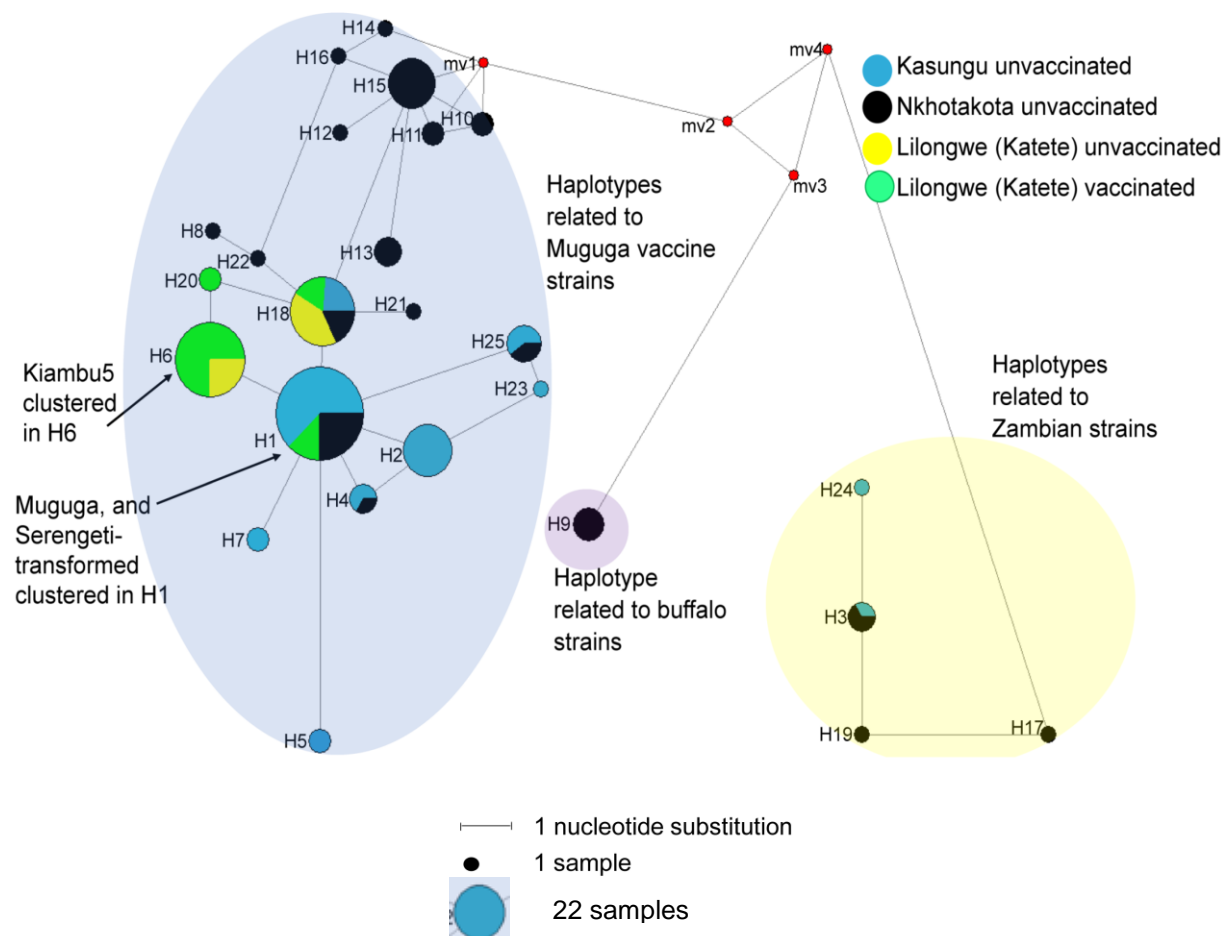 H14
H16
mv1
mv4
H15
H10
H12
H11
mv2
mv3
Kasungu unvaccinated
Nkhotakota unvaccinated
Lilongwe (Katete) unvaccinated
Lilongwe (Katete) vaccinated
Haplotypes
related to
Muguga vaccine
strains
H8
H22
H13
H20
H18
H21
H6
H25
H23
Kiambu5
clustered
in H6
H1
H2
H4
H7
Muguga, and
Serengeti-
transformed
clustered in H1
H5
H9
Haplotype
related to buffalo
strains
Haplotypes
related to
Zambian strains
H24
H3
H19
H17
1 nucleotide substitution
1 sample
22 samples